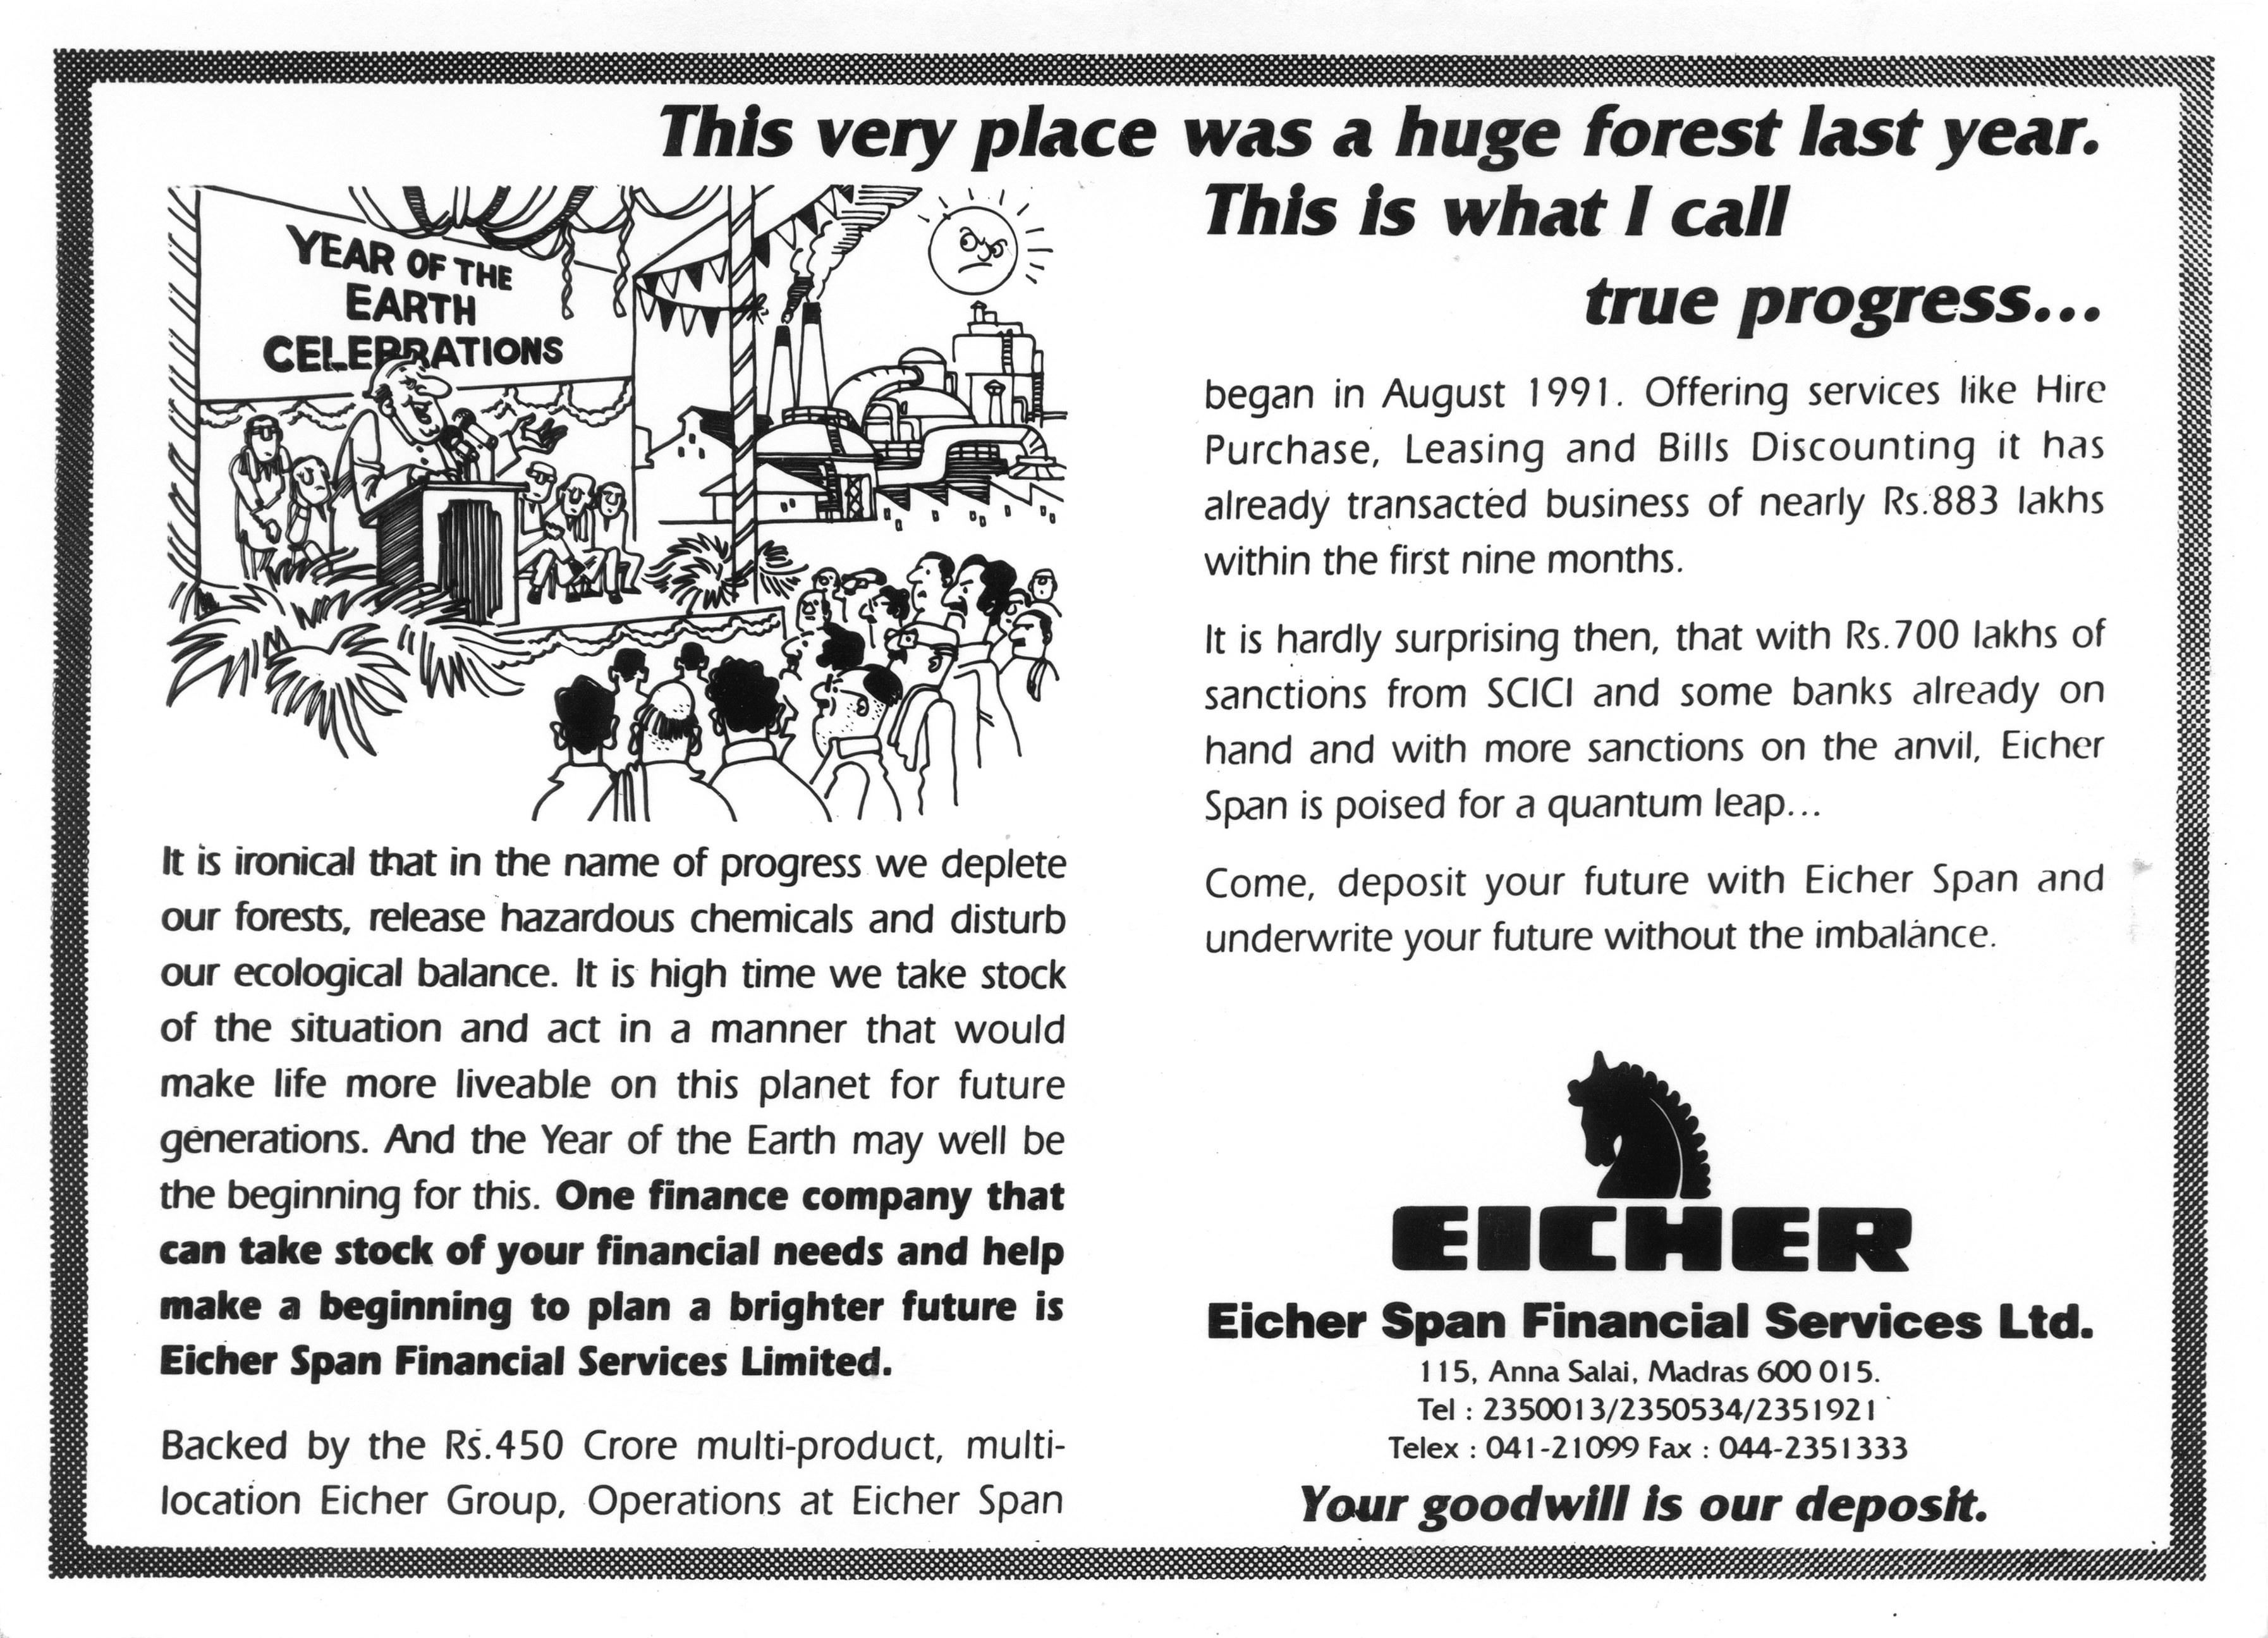 This very place was a huge forest last year.
This is what I call
true progress...
YEAR OF THE
EARTH
CELEBRATIONS
It is ironical that in the name of progress we deplete
our forests, release hazardous chemicals and disturb
our ecological balance. It is high time we take stock
of the situation and act in a manner that would
make life more liveable on this planet for future
generations. And the Year of the Earth may well be
the beginning for this. One finance company that
can take stock of your financial needs and help
make a beginning to plan a brighter future is
Eicher Span Financial Services Limited.
Backed by the Rs.450 Crore multi-product, multi-
location Eicher Group, Operations at Eicher Span
began in August 1991. Offering services like Hire
Purchase, Leasing and Bills Discounting it has
already transacted business of nearly Rs.883 lakhs
within the first nine months.
It is hardly surprising then, that with Rs.700 lakhs of
sanctions from SCICI and some banks already on
hand and with more sanctions on the anvil, Eicher
Span is poised for a quantum leap...
Come, deposit your future with Eicher Span and
underwrite your future without the imbalance.
EICHER
Eicher Span Financial Services Ltd.
115, Anna Salai, Madras 600 015.
Tel : 2350013/2350534/2351921
Telex : 041-21099 Fax : 044-2351333
Your goodwill is our deposit.